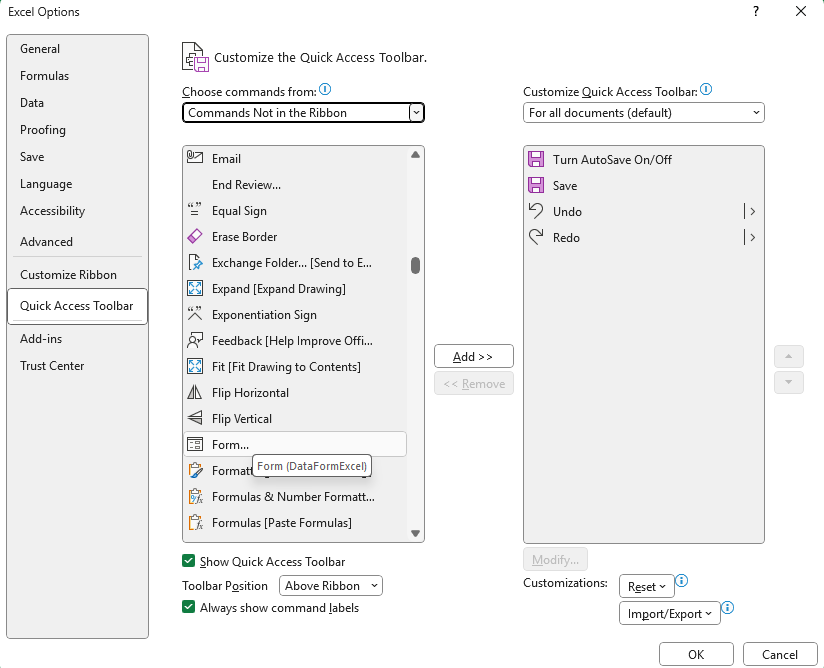 Excel Options
?
General
Formulas
Data
Proofing
Save
Language
Accessibility
Advanced
Customize Ribbon
Quick Access Toolbar
Add-ins
Trust Center
Customize the Quick Access Toolbar.
Choose commands from:
Commands Not in the Ribbon
Email
End Review...
Equal Sign
Erase Border
Exchange Folder... [Send to E...
Expand [Expand Drawing]
Exponentiation Sign
Feedback [Help Improve Offi...
Fit [Fit Drawing to Contents]
Flip Horizontal
Flip Vertical
Form...
Form (DataFormExcel)
Formulas & Number Formatt...
Formulas [Paste Formulas]
Show Quick Access Toolbar
Toolbar Position
Above Ribbon
Always show command labels
Add >>
<< Remove
Customize Quick Access Toolbar:
For all documents (default)
Turn AutoSave On/Off
Save
Undo
Redo
Modify...
Customizations:
Reset
Import/Export
OK
Cancel